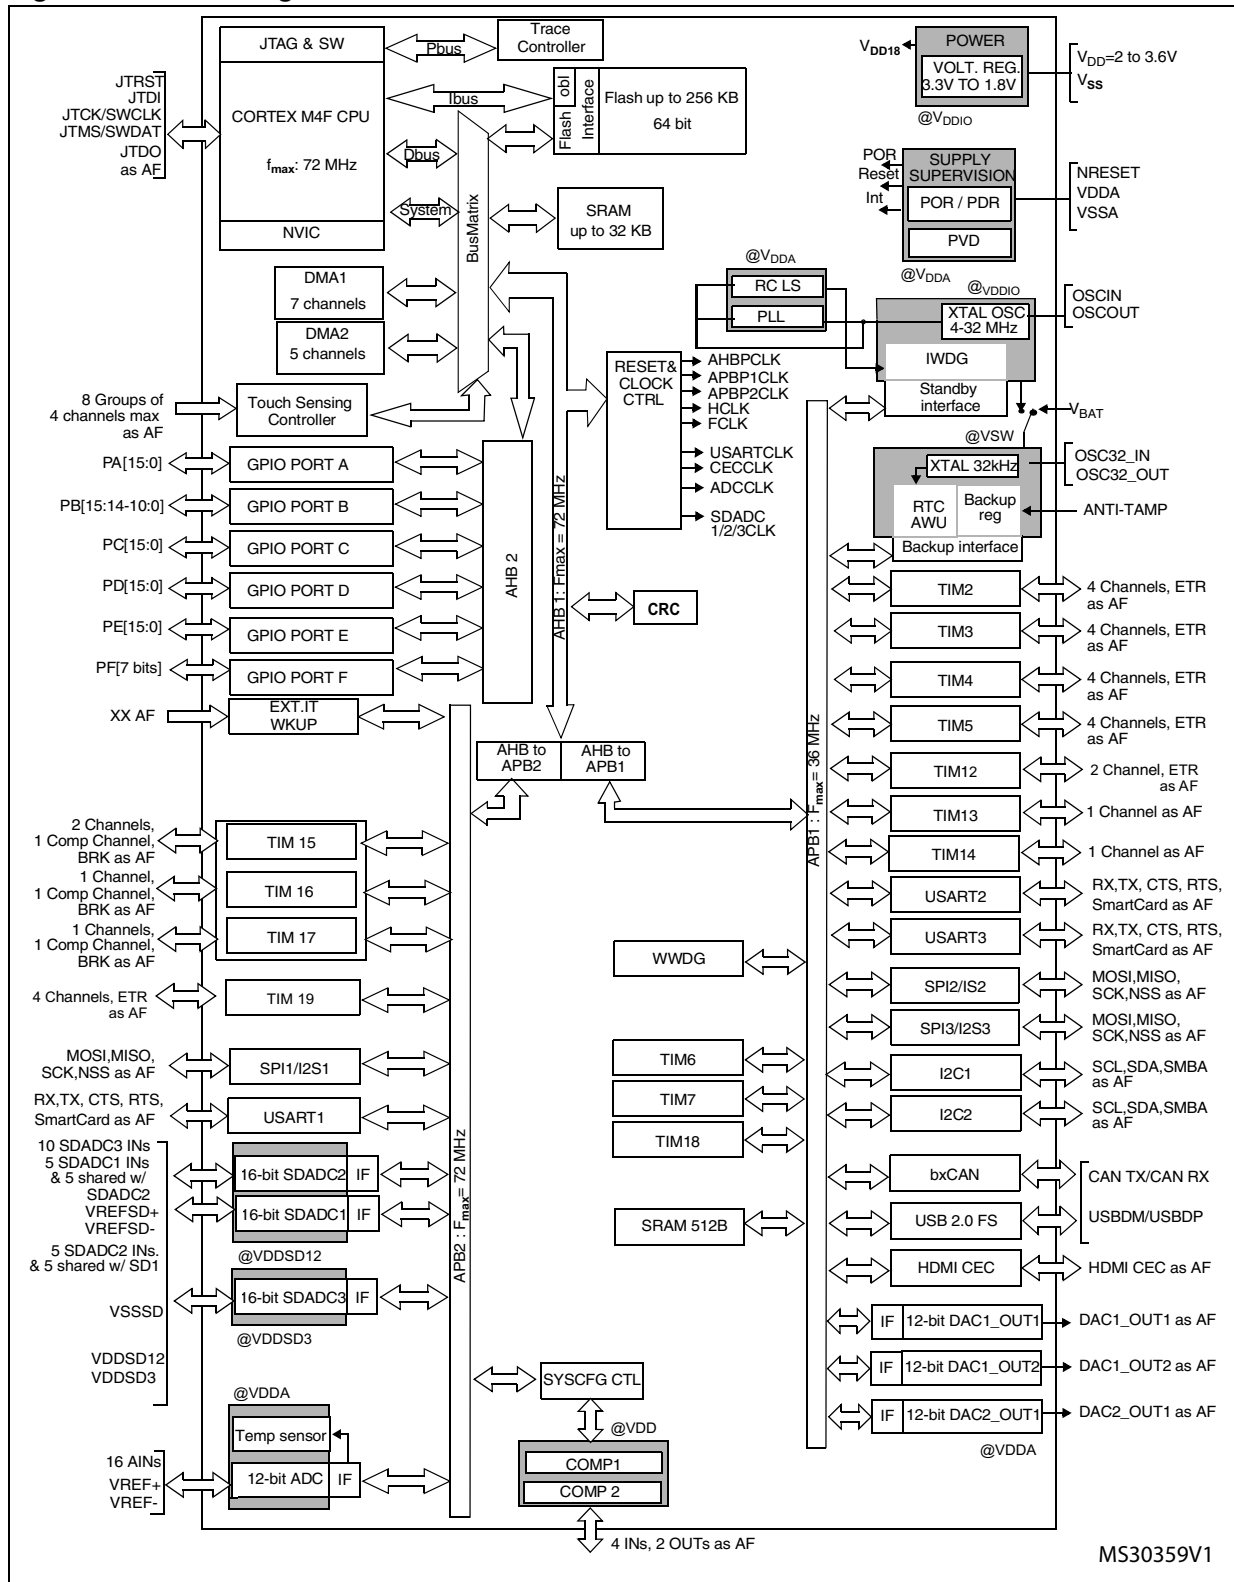 JTAG & SW
Pbus
Trace
Controller
JTRST
JTDI
JTCK/SWCLK
JTMS/SWDAT
JTDO
as AF
CORTEX M4F CPU
fmax: 72 MHz
NVIC
Ibus
Dbus
System
BusMatrix
Flash
obl
Interface
Flash up to 256 KB
64 bit
SRAM
up to 32 KB
DMA1
7 channels
DMA2
5 channels
8 Groups of
4 channels max
as AF
Touch Sensing
Controller
PA[15:0]
GPIO PORT A
PB[15:14-10:0]
GPIO PORT B
PC[15:0]
GPIO PORT C
PD[15:0]
GPIO PORT D
PE[15:0]
GPIO PORT E
PF[7 bits]
GPIO PORT F
AHB 2
AHB 1: Fmax = 72 MHz
XX AF
EXT.IT
WKUP
VDD18
POWER
VOLT. REG.
3.3V TO 1.8V
VDD=2 to 3.6V
VSS
@VDDIO
POR
Reset
Int
SUPPLY
SUPERVISION
POR / PDR
PVD
NRESET
VDDA
VSSA
@VDDA
@VDDA
RC LS
PLL
@VDDIO
XTAL OSC
4-32 MHz
OSCIN
OSCOUT
IWDG
Standby
interface
VBAT
RESET&
CLOCK
CTRL
AHBPCLK
APBP1CLK
APBP2CLK
HCLK
FCLK
USARTCLK
CECCLK
ADCCLK
SDADC
1/2/3CLK
@VSW
XTAL 32kHz
OSC32_IN
OSC32_OUT
RTC
AWU
Backup
reg
ANTI-TAMP
Backup interface
CRC
AHB to
APB2
AHB to
APB1
APB1 : Fmax= 36 MHz
TIM2
4 Channels, ETR
as AF
TIM3
4 Channels, ETR
as AF
TIM4
4 Channels, ETR
as AF
TIM5
4 Channels, ETR
as AF
TIM12
2 Channel, ETR
as AF
TIM13
1 Channel as AF
TIM14
1 Channel as AF
USART2
RX,TX, CTS, RTS,
SmartCard as AF
USART3
RX,TX, CTS, RTS,
SmartCard as AF
SPI2/IS2
MOSI,MISO,
SCK,NSS as AF
SPI3/I2S3
MOSI,MISO,
SCK,NSS as AF
I2C1
SCL,SDA,SMBA
as AF
I2C2
SCL,SDA,SMBA
as AF
bxCAN
CAN TX/CAN RX
USB 2.0 FS
USBDM/USBDP
HDMI CEC
HDMI CEC as AF
IF
12-bit DAC1_OUT1
DAC1_OUT1 as AF
IF
12-bit DAC1_OUT2
DAC1_OUT2 as AF
IF
12-bit DAC2_OUT1
DAC2_OUT1 as AF
@VDDA
WWDG
TIM6
TIM7
TIM18
SRAM 512B
2 Channels,
1 Comp Channel,
BRK as AF
TIM 15
1 Channel,
1 Comp Channel,
BRK as AF
TIM 16
1 Channels,
1 Comp Channel,
BRK as AF
TIM 17
4 Channels, ETR
as AF
TIM 19
MOSI,MISO,
SCK,NSS as AF
SPI1/I2S1
RX,TX, CTS, RTS,
SmartCard as AF
USART1
APB2 : Fmax= 72 MHz
10 SDADC3 INs
5 SDADC1 INs
& 5 shared w/
SDADC2
VREFSD+
VREFSD-
5 SDADC2 INs.
& 5 shared w/ SD1
VSSSD
VDDSD12
VDDSD3
16-bit SDADC2
IF
16-bit SDADC1
IF
@VDDSD12
16-bit SDADC3
IF
@VDDSD3
@VDDA
Temp sensor
12-bit ADC
IF
16 AINs
VREF+
VREF-
SYSCFG CTL
@VDD
COMP1
COMP 2
4 INs, 2 OUTs as AF
MS30359V1